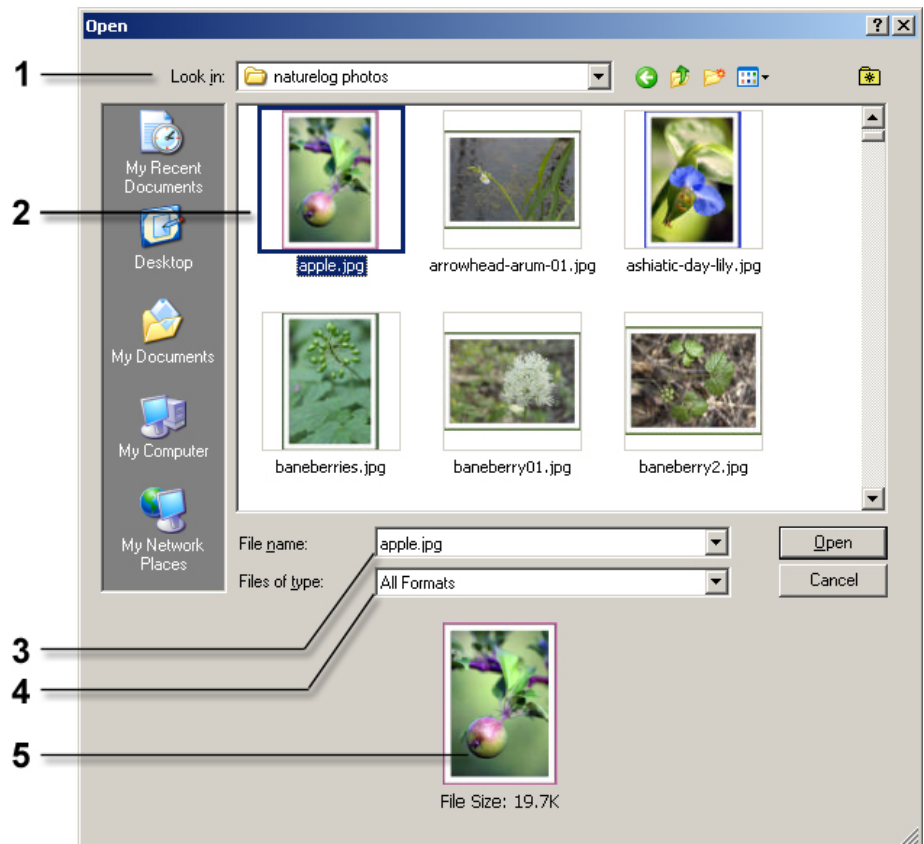 Open
1
Look in:
naturelog photos
My Recent
Documents
Desktop
My Documents
My Computer
My Network
Places
2
apple.jpg
arrowhead-arum-01.jpg
ashiatic-day-lily.jpg
baneberries.jpg
baneberry01.jpg
baneberry2.jpg
File name:
apple.jpg
Open
Files of type:
All Formats
Cancel
3
4
5
File Size: 19.7K